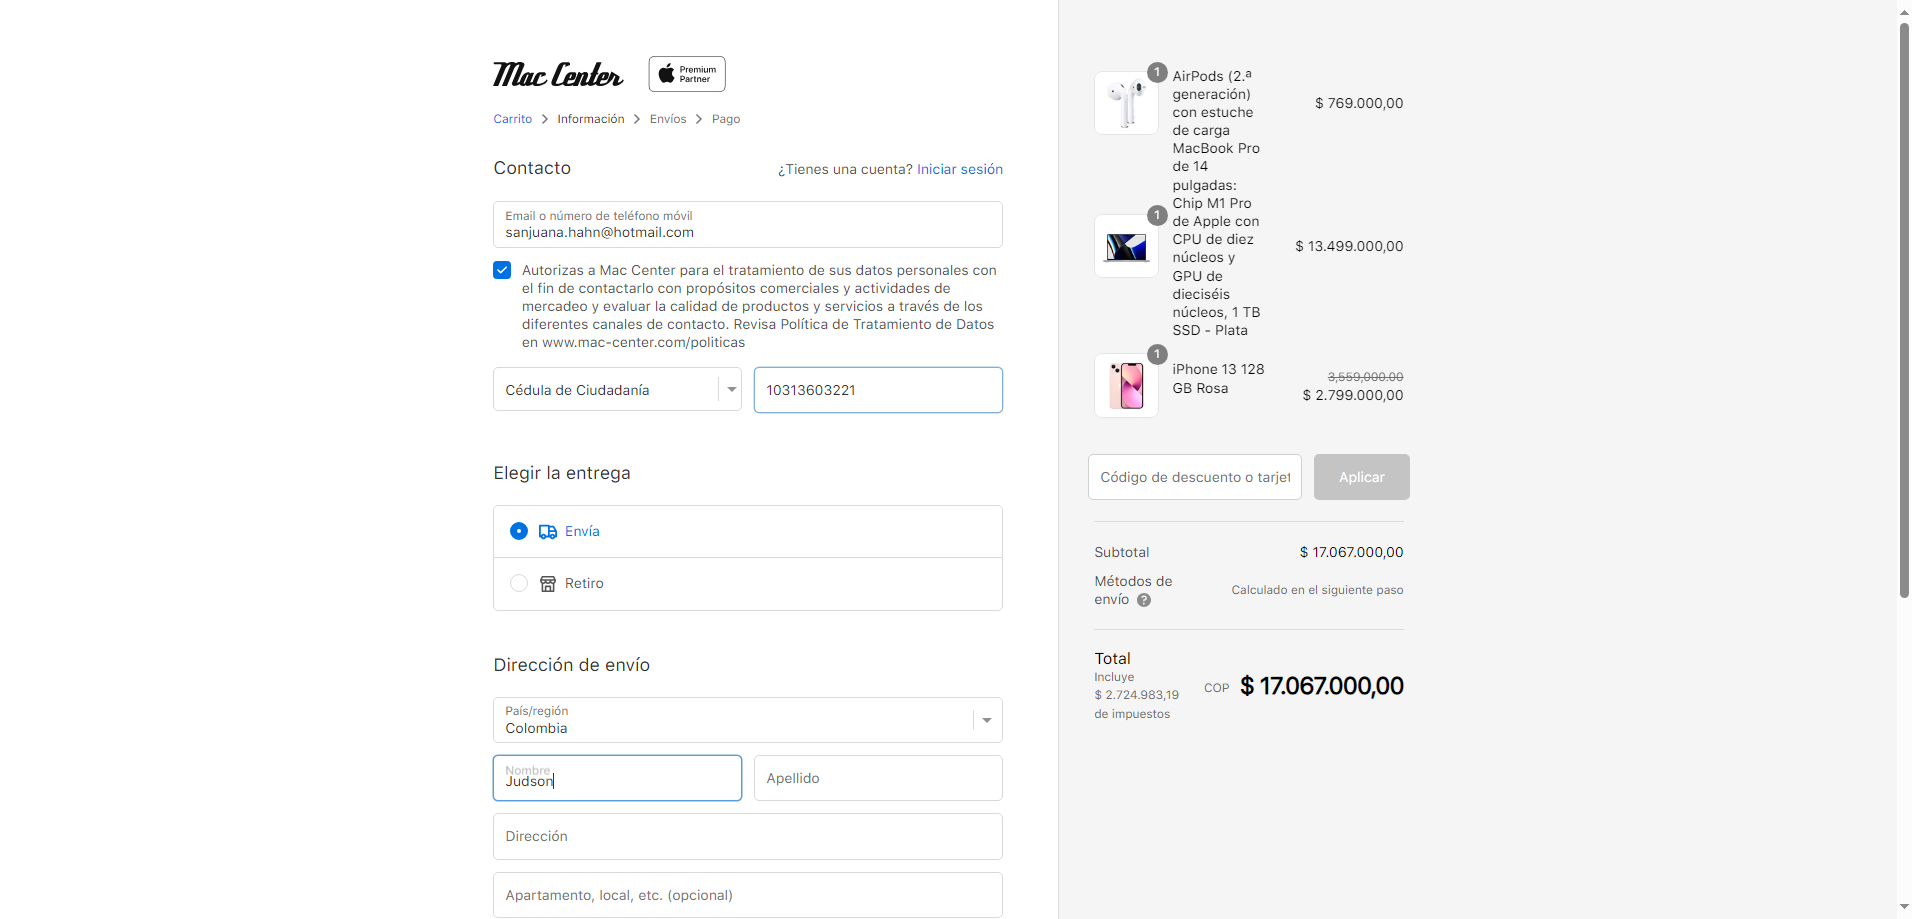 Mac Center
Premium
Partner
Carrito > Información > Envíos > Pago
Contacto
¿Tienes una cuenta? Iniciar sesión
Email o número de teléfono móvil
sanjuana.hahn@hotmail.com
Autorizas a Mac Center para el tratamiento de sus datos personales con
el fin de contactarlo con propósitos comerciales y actividades de
mercadeo y evaluar la calidad de productos y servicios a través de los
diferentes canales de contacto. Revisa Política de Tratamiento de Datos
en www.mac-center.com/politicas
Cédula de Ciudadanía
10313603221
Elegir la entrega
Envía
Retiro
Dirección de envío
País/región
Colombia
Nombre
Judson
Apellido
Dirección
Apartamento, local, etc. (opcional)
1
AirPods (2.ª
generación)
con estuche
de carga
$ 769.000,00
1
MacBook Pro
de 14
pulgadas:
Chip M1 Pro
de Apple con
CPU de diez
núcleos y
GPU de
dieciséis
núcleos, 1 TB
SSD - Plata
$ 13.499.000,00
1
iPhone 13 128
GB Rosa
3,559,000.00
$ 2.799.000,00
Código de descuento o tarjet
Aplicar
Subtotal
$ 17.067.000,00
Métodos de
envío ?
Calculado en el siguiente paso
Total
Incluye
$ 2.724.983,19
de impuestos
COP $ 17.067.000,00